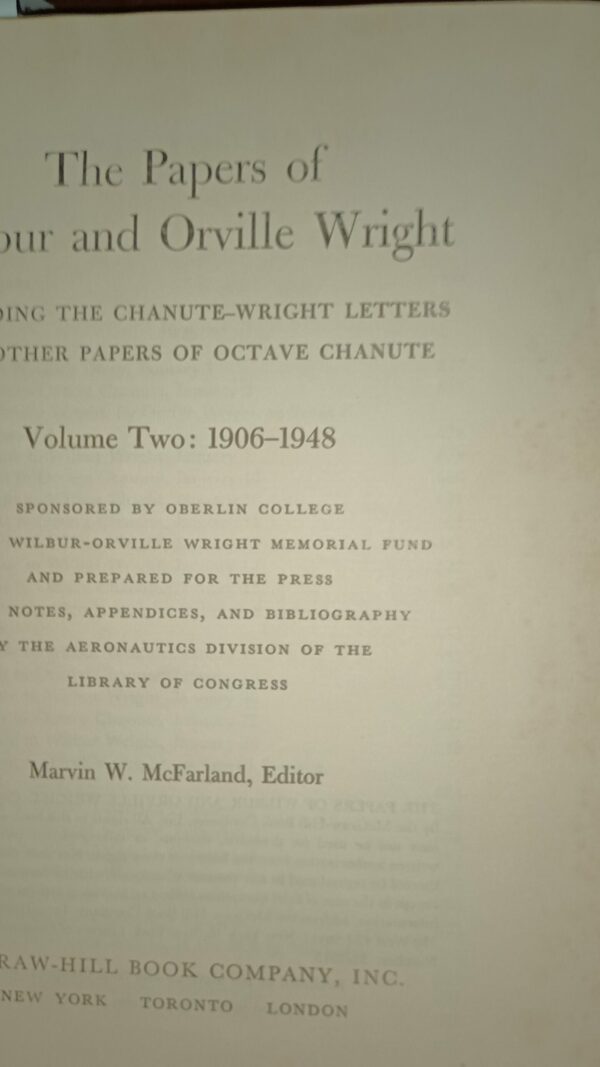 The Papers of
our and Orville Wright
DING THE CHANUTE–WRIGHT LETTERS
OTHER PAPERS OF OCTAVE CHANUTE
Volume Two: 1906–1948
SPONSORED BY OBERLIN COLLEGE
WILBUR-ORVILLE WRIGHT MEMORIAL FUND
AND PREPARED FOR THE PRESS
NOTES, APPENDICES, AND BIBLIOGRAPHY
Y THE AERONAUTICS DIVISION OF THE
LIBRARY OF CONGRESS
Marvin W. McFarland, Editor
RAW-HILL BOOK COMPANY, INC.
NEW YORK TORONTO LONDON